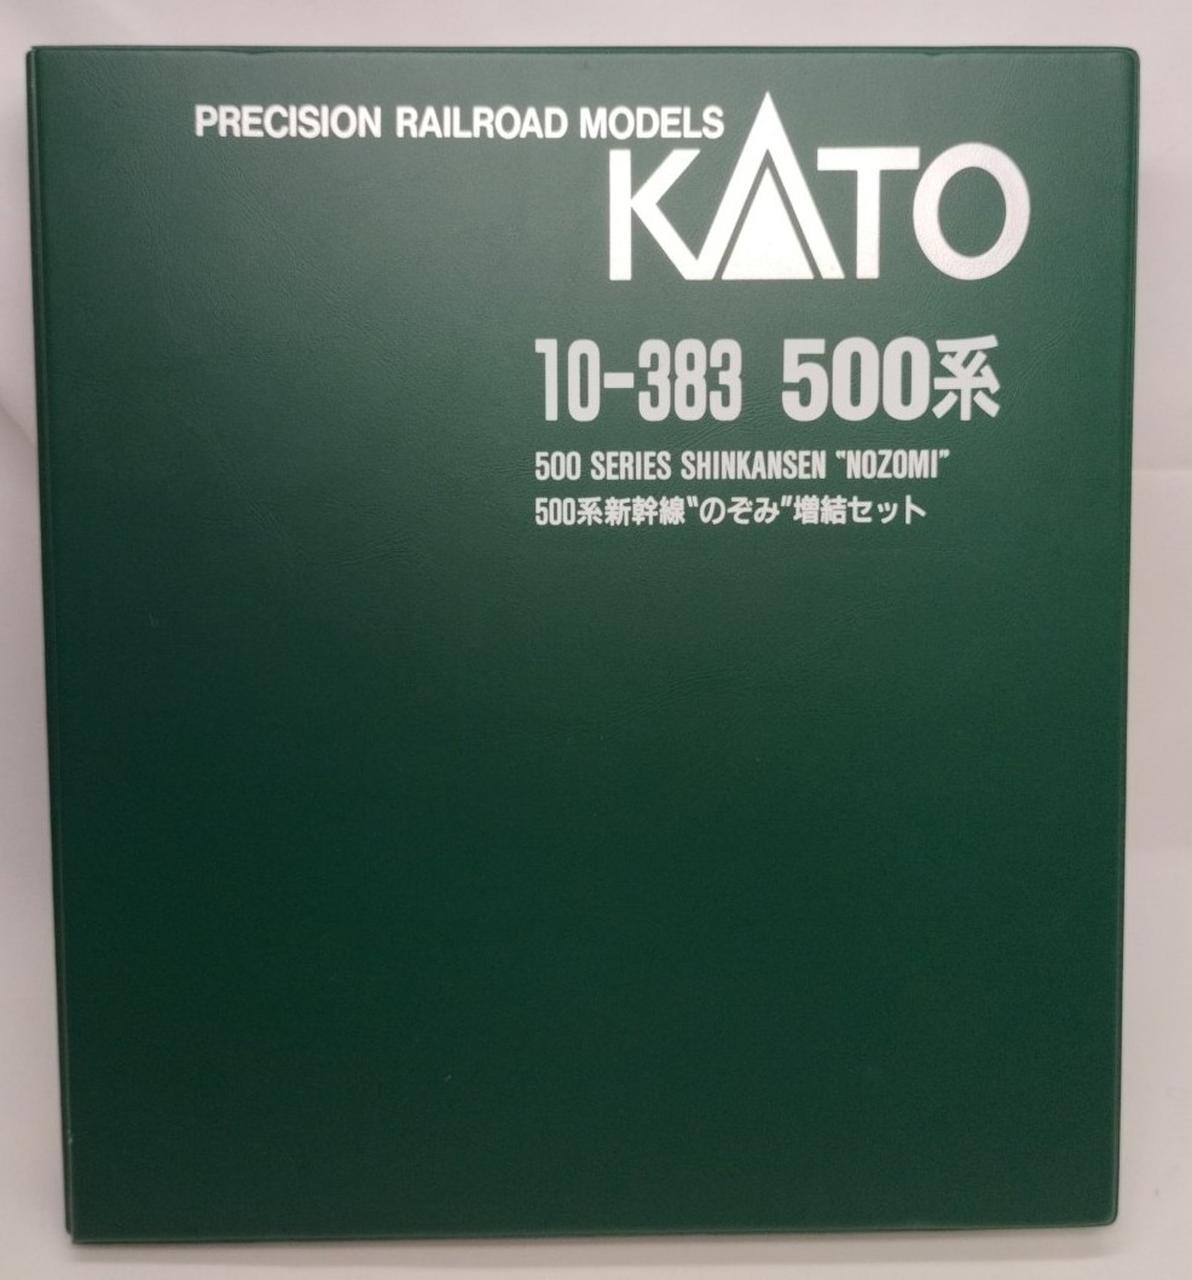 PRECISION RAILROAD MODELS
KATO
10-383 500系
500 SERIES SHINKANSEN "NOZOMI"
500系新幹線"のぞみ"増結セット